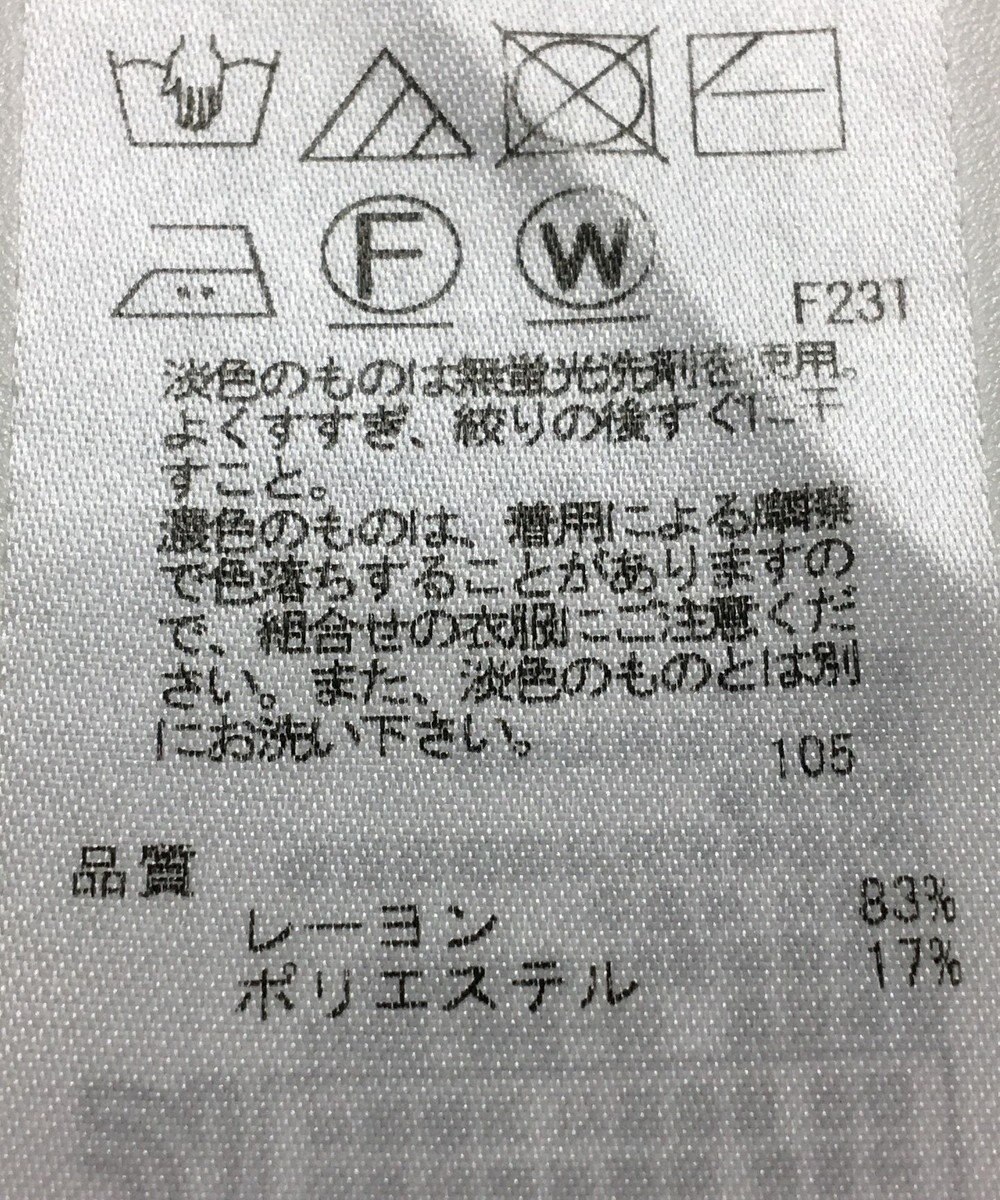 F
W
F231
淡色のものは無蛍光洗剤を使用。
よくすすぎ、絞りの後すぐに干
すこと。
濃色のものは、着用による摩擦
で色落ちすることがありますの
で、組合せの衣服にご注意くだ
さい。また、淡色のものとは別
にお洗い下さい。
105
品質
レーヨン 83%
ポリエステル 17%